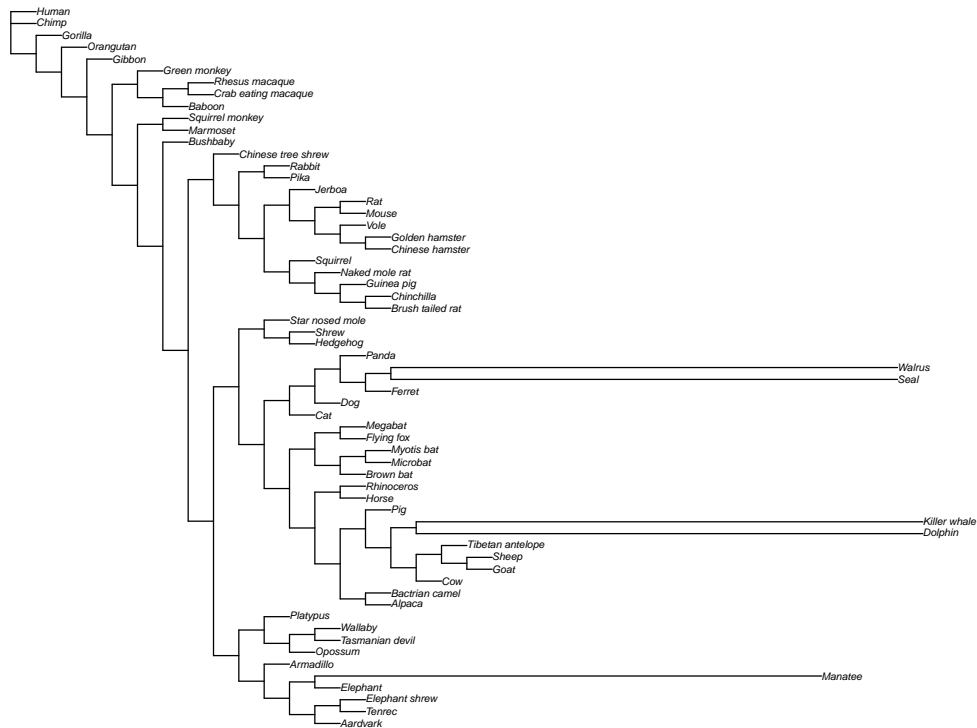 Human
Chimp
Gorilla
Orangutan
Gibbon
Green monkey
Rhesus macaque
Crab eating macaque
Baboon
Squirrel monkey
Marmoset
Bushbaby
Chinese tree shrew
Rabbit
Pika
Jerboa
Rat
Mouse
Vole
Golden hamster
Chinese hamster
Squirrel
Naked mole rat
Guinea pig
Chinchilla
Brush tailed rat
Star nosed mole
Shrew
Hedgehog
Panda
Walrus
Seal
Ferret
Dog
Cat
Megabat
Flying fox
Myotis bat
Microbat
Brown bat
Rhinoceros
Horse
Pig
Killer whale
Dolphin
Tibetan antelope
Sheep
Goat
Cow
Bactrian camel
Alpaca
Platypus
Wallaby
Tasmanian devil
Opossum
Armadillo
Manatee
Elephant
Elephant shrew
Tenrec
Aardvark